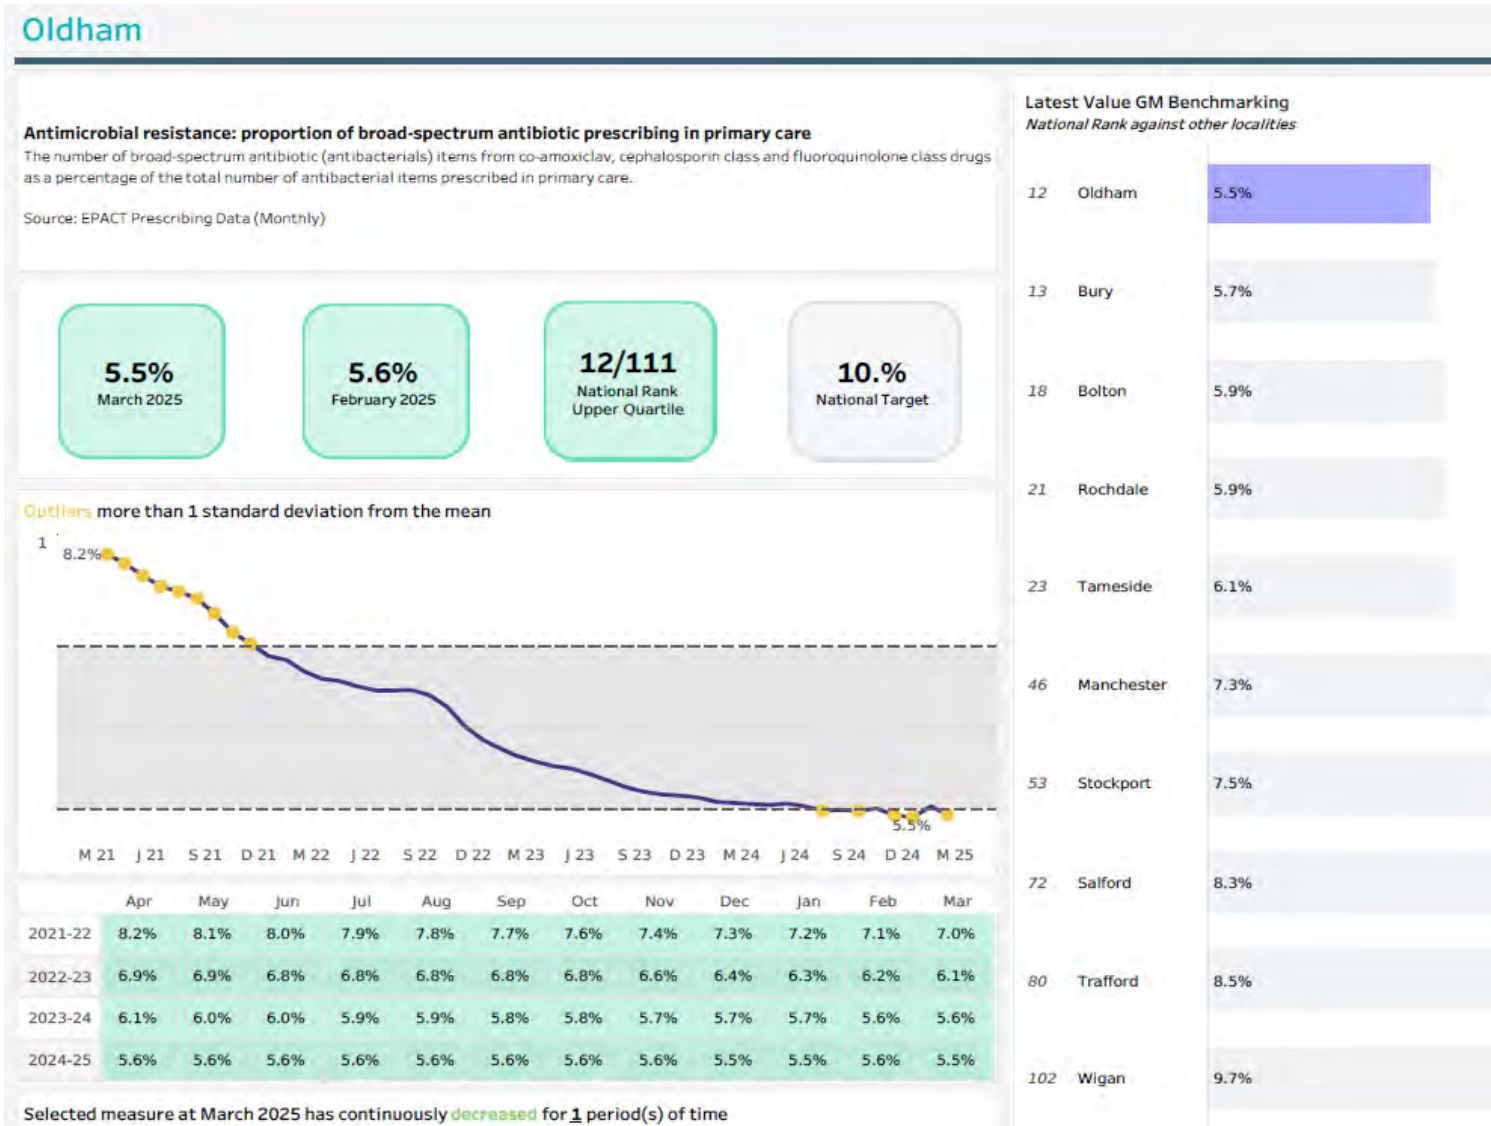 Oldham
Antimicrobial resistance: proportion of broad-spectrum antibiotic prescribing in primary care
The number of broad-spectrum antibiotic (antibacterials) items from co-amoxiclav, cephalosporin class and fluoroquinolone class drugs
as a percentage of the total number of antibacterial items prescribed in primary care.
Source: EPACT Prescribing Data (Monthly)
5.5%
March 2025
5.6%
February 2025
12/111
National Rank
Upper Quartile
10.%
National Target
Outliers more than 1 standard deviation from the mean
1
8.2%
5.5%
M 21 J 21 S 21 D 21 M 22 J 22 S 22 D 22 M 23 J 23 S 23 D 23 M 24 J 24 S 24 D 24 M 25
Apr May Jun Jul Aug Sep Oct Nov Dec Jan Feb Mar
2021-22 8.2% 8.1% 8.0% 7.9% 7.8% 7.7% 7.6% 7.4% 7.3% 7.2% 7.1% 7.0%
2022-23 6.9% 6.9% 6.8% 6.8% 6.8% 6.8% 6.8% 6.6% 6.4% 6.3% 6.2% 6.1%
2023-24 6.1% 6.0% 6.0% 5.9% 5.9% 5.8% 5.8% 5.7% 5.7% 5.7% 5.6% 5.6%
2024-25 5.6% 5.6% 5.6% 5.6% 5.6% 5.6% 5.6% 5.6% 5.5% 5.5% 5.6% 5.5%
Selected measure at March 2025 has continuously decreased for 1 period(s) of time
Latest Value GM Benchmarking
National Rank against other localities
12 Oldham 5.5%
13 Bury 5.7%
18 Bolton 5.9%
21 Rochdale 5.9%
23 Tameside 6.1%
46 Manchester 7.3%
53 Stockport 7.5%
72 Salford 8.3%
80 Trafford 8.5%
102 Wigan 9.7%